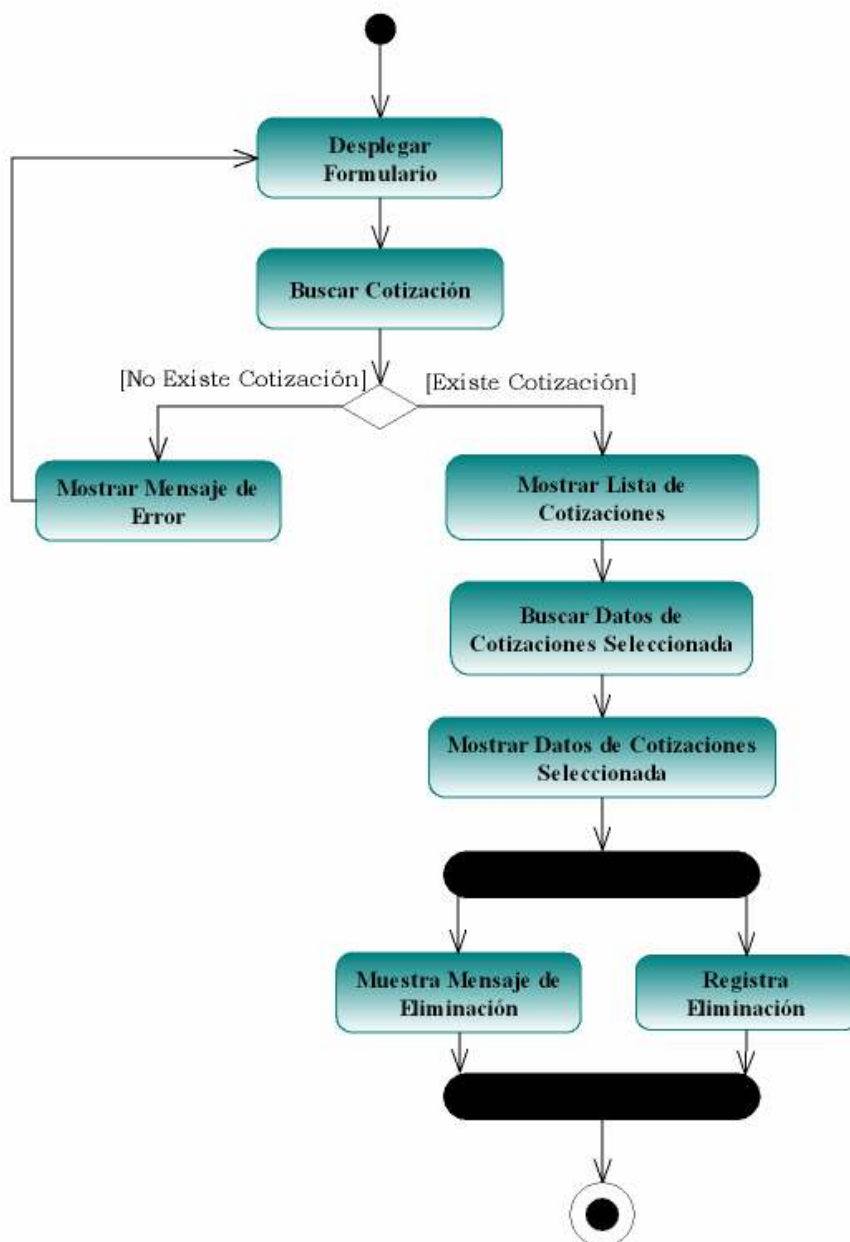 Desplegar
Formulario
Buscar Cotización
[No Existe Cotización]
[Existe Cotización]
Mostrar Mensaje de
Error
Mostrar Lista de
Cotizaciones
Buscar Datos de
Cotizaciones Seleccionada
Mostrar Datos de Cotizaciones
Seleccionada
Muestra Mensaje de
Eliminación
Registra
Eliminación